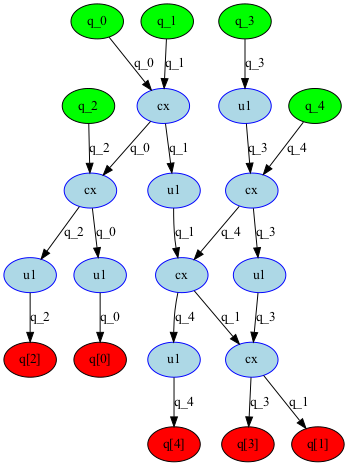 q_0 q_1 q_3
q_0 q_1 q_3
q_2 cx u1 q_4
q_2 q_0 q_1 q_3 q_4
cx u1 cx
q_2 q_0 q_1 q_4 q_3
u1 u1 cx u1
q_2 q_0 q_4 q_1 q_3
q[2] q[0] u1 cx
q_4 q_3 q_1
q[4] q[3] q[1]